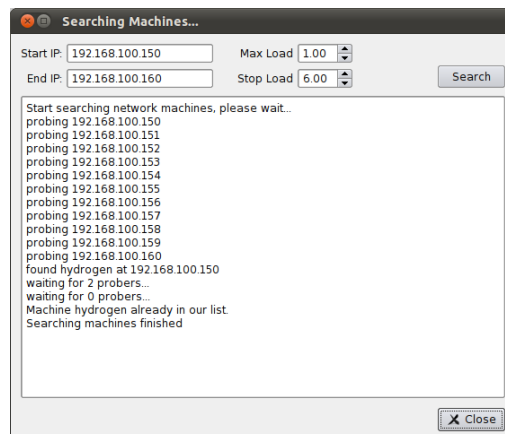 Searching Machines...
Start IP: 192.168.100.150 Max Load 1.00
End IP: 192.168.100.160 Stop Load 6.00 Search
Start searching network machines, please wait...
probing 192.168.100.150
probing 192.168.100.151
probing 192.168.100.152
probing 192.168.100.153
probing 192.168.100.154
probing 192.168.100.155
probing 192.168.100.156
probing 192.168.100.157
probing 192.168.100.158
probing 192.168.100.159
probing 192.168.100.160
found hydrogen at 192.168.100.150
waiting for 2 probers...
waiting for 0 probers...
Machine hydrogen already in our list.
Searching machines finished
Close